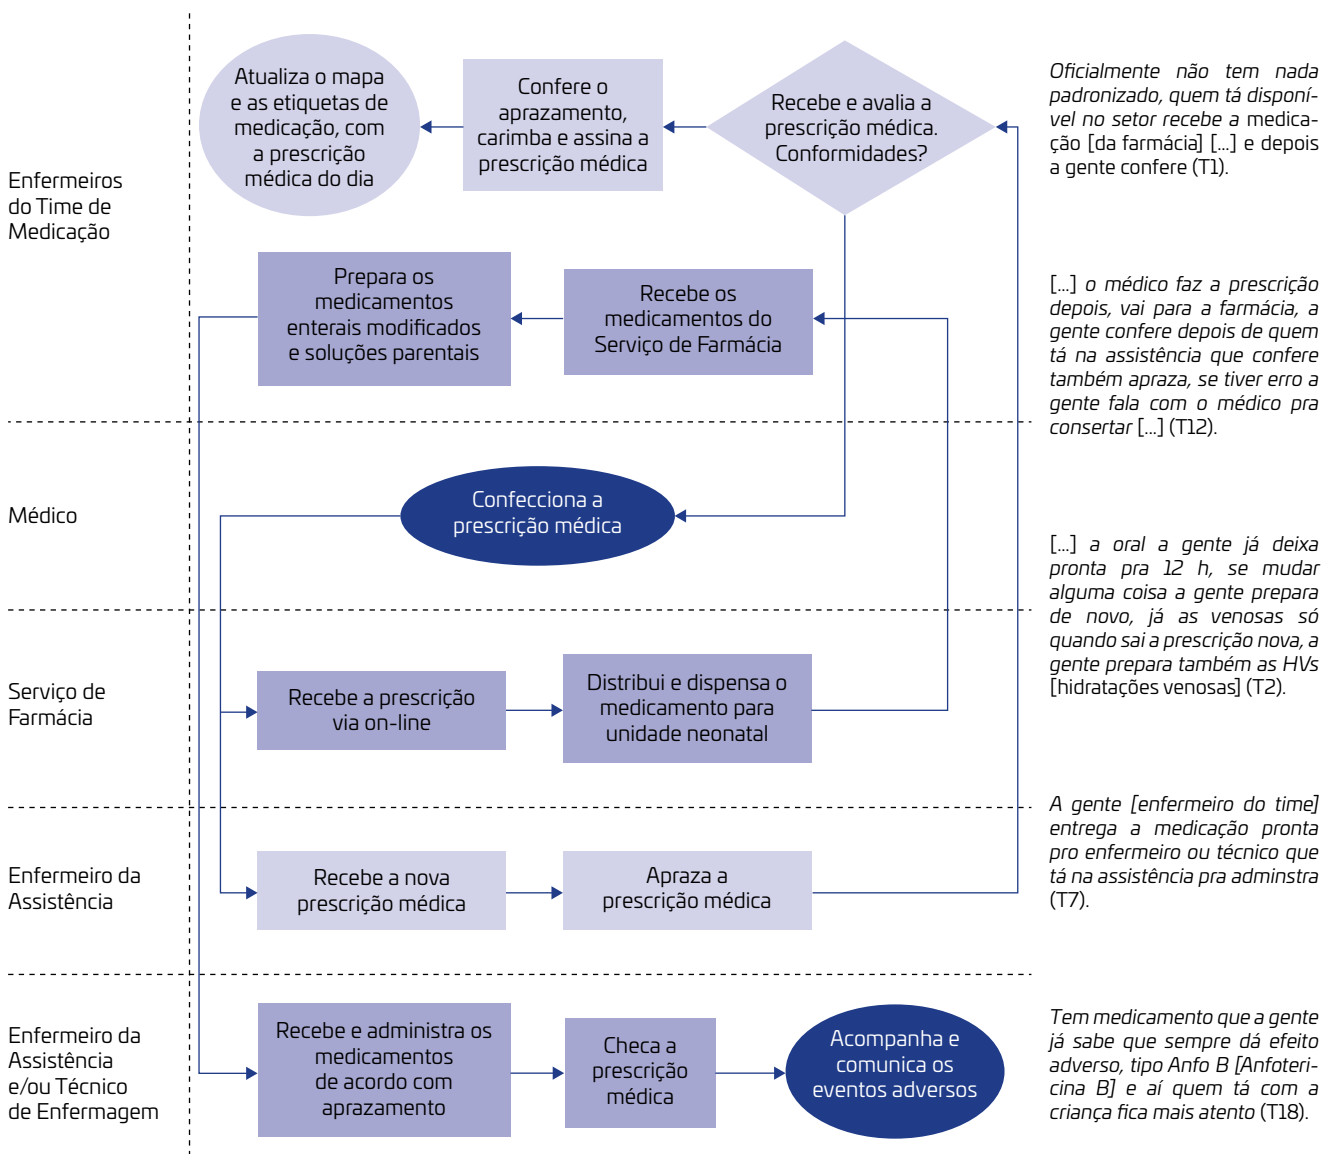 Enfermeiros
do Time de
Medicação
Atualiza o mapa
e as etiquetas de
medicação, com
a prescrição
médica do dia
Confere o
aprazamento,
carimba e assina a
prescrição médica
Recebe e avalia a
prescrição médica.
Conformidades?
Prepara os
medicamentos
enterais modificados
e soluções parentais
Recebe os
medicamentos do
Serviço de Farmácia
Médico
Confecciona a
prescrição médica
Serviço de
Farmácia
Recebe a prescrição
via on-line
Distribui e dispensa o
medicamento para
unidade neonatal
Enfermeiro da
Assistência
Recebe a nova
prescrição médica
Apraza a
prescrição médica
Enfermeiro da
Assistência
e/ou Técnico
de Enfermagem
Recebe e administra os
medicamentos
de acordo com
aprazamento
Checa a
prescrição
médica
Acompanha e
comunica os
eventos adversos
Oficialmente não tem nada
padronizado, quem tá disponí-
vel no setor recebe a medica-
ção [da farmácia] [...] e depois
a gente confere (T1).
[...] o médico faz a prescrição
depois, vai para a farmácia, a
gente confere depois de quem
tá na assistência que confere
também apraza, se tiver erro a
gente fala com o médico pra
consertar [...] (T12).
[...] a oral a gente já deixa
pronta pra 12 h, se mudar
alguma coisa a gente prepara
de novo, já as venosas só
quando sai a prescrição nova, a
gente prepara também as HVs
[hidratações venosas] (T2).
A gente [enfermeiro do time]
entrega a medicação pronta
pro enfermeiro ou técnico que
tá na assistência pra adminstra
(T7).
Tem medicamento que a gente
já sabe que sempre dá efeito
adverso, tipo Anfo B [Anfoteri-
cina B] e aí quem tá com a
criança fica mais atento (T18).